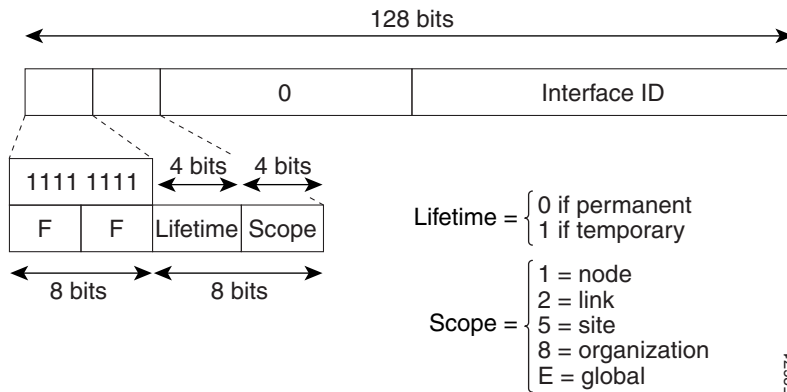 128 bits
0 Interface ID
4 bits 4 bits
1111 1111
F F Lifetime Scope
8 bits 8 bits
Lifetime = 0 if permanent
1 if temporary
Scope = 1 = node
2 = link
5 = site
8 = organization
E = global